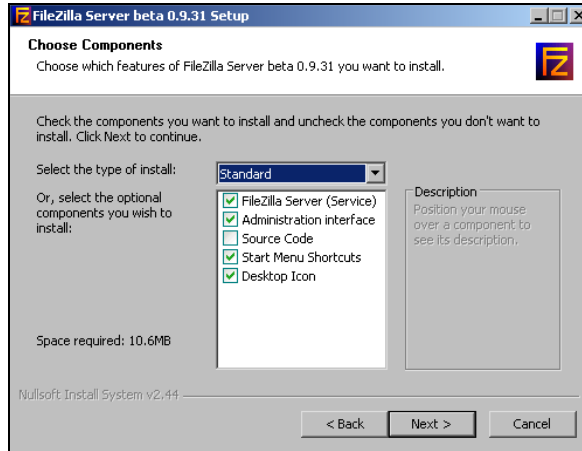 FileZilla Server beta 0.9.31 Setup
Choose Components
Choose which features of FileZilla Server beta 0.9.31 you want to install.
Check the components you want to install and uncheck the components you don't want to
install. Click Next to continue.
Select the type of install:
Standard
Or, select the optional
components you wish to
install:
FileZilla Server (Service)
Administration interface
Source Code
Start Menu Shortcuts
Desktop Icon
Description
Position your mouse
over a component to
see its description.
Space required: 10.6MB
Nullsoft Install System v2.44
< Back
Next >
Cancel